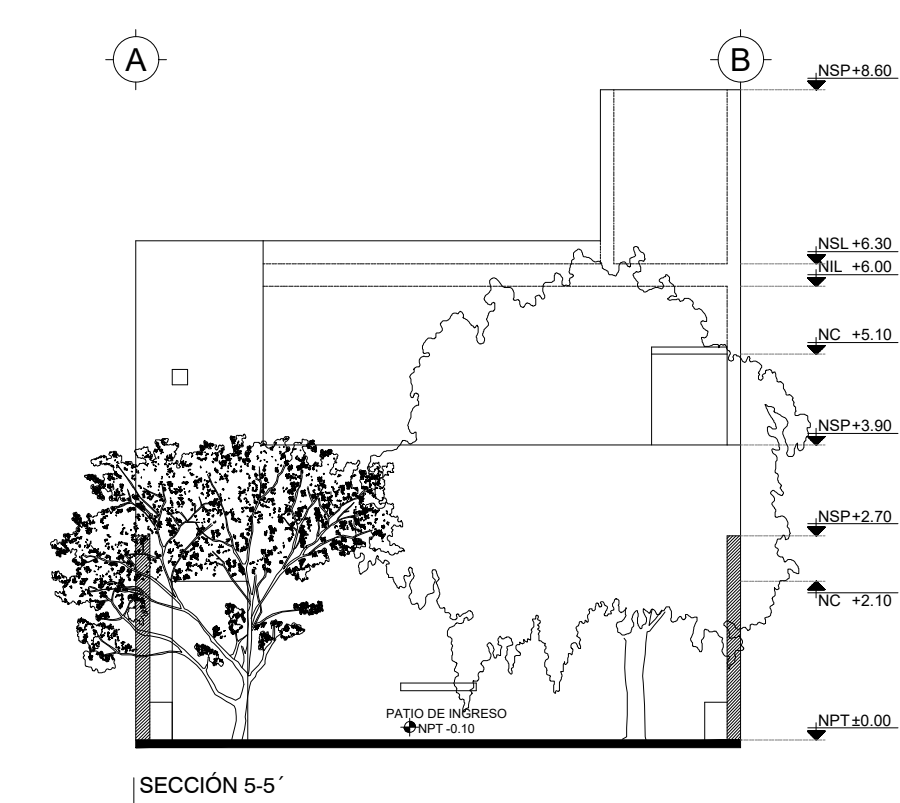 A
B
NSP+8.60
NSL +6.30
NIL +6.00
NC +5.10
NSP+3.90
NSP+2.70
NC +2.10
PATIO DE INGRESO
NPT -0.10
NPT±0.00
SECCIÓN 5-5´